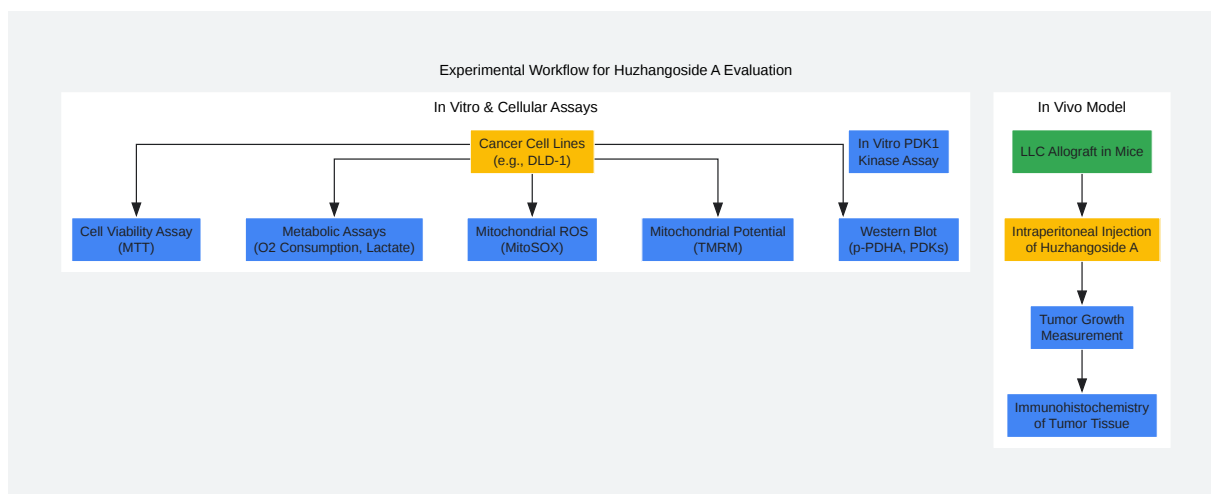 Experimental Workflow for Huzhangoside A Evaluation
In Vitro & Cellular Assays
Cancer Cell Lines
(e.g., DLD-1)
In Vitro PDK1
Kinase Assay
Cell Viability Assay
(MTT)
Metabolic Assays
(O2 Consumption, Lactate)
Mitochondrial ROS
(MitoSOX)
Mitochondrial Potential
(TMRM)
Western Blot
(p-PDHA, PDKs)
In Vivo Model
LLC Allograft in Mice
Intraperitoneal Injection
of Huzhangoside A
Tumor Growth
Measurement
Immunohistochemistry
of Tumor Tissue